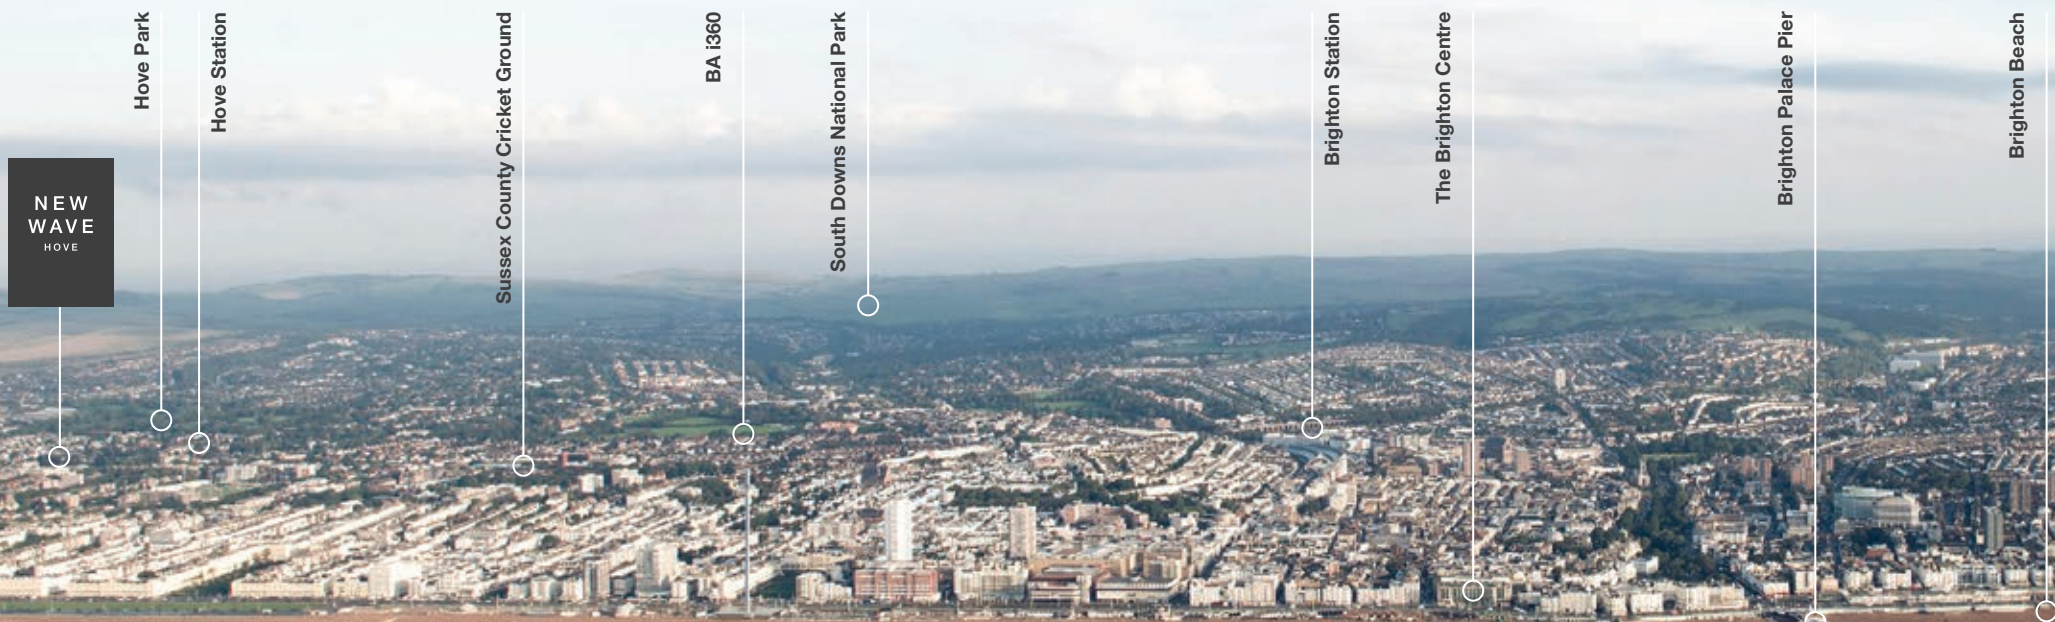 Hove Park
Hove Station
Sussex County Cricket Ground
BA i360
South Downs National Park
Brighton Station
The Brighton Centre
Brighton Palace Pier
Brighton Beach
NEW
WAVE
HOVE